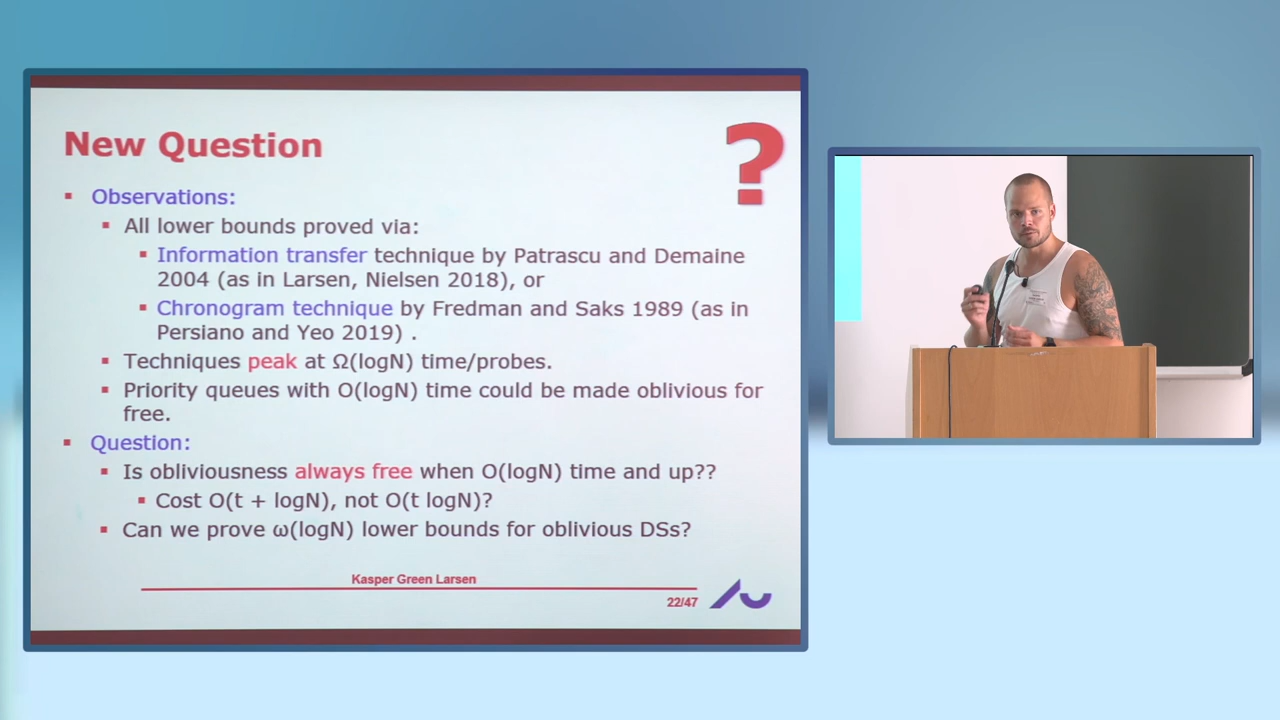 New Question
?
Observations:
All lower bounds proved via:
Information transfer technique by Patrascu and Demaine
2004 (as in Larsen, Nielsen 2018), or
Chronogram technique by Fredman and Saks 1989 (as in
Persiano and Yeo 2019) .
Techniques peak at Ω(logN) time/probes.
Priority queues with O(logN) time could be made oblivious for
free.
Question:
Is obliviousness always free when O(logN) time and up??
Cost O(t + logN), not O(t logN)?
Can we prove ω(logN) lower bounds for oblivious DSs?
Kasper Green Larsen
22/47